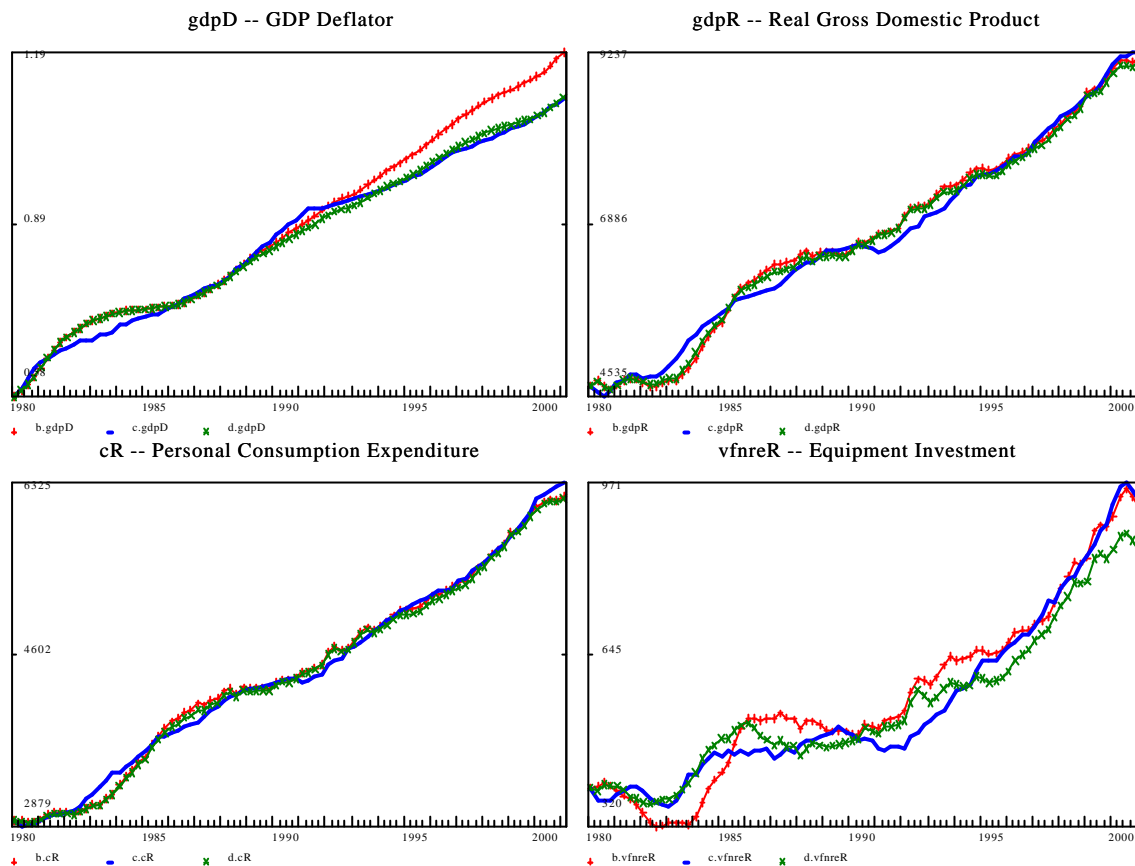 gdpD -- GDP Deflator
1.19
0.89
1980 1985 1990 1995 2000
b.gdpD c.gdpD d.gdpD
gdpR -- Real Gross Domestic Product
9237
6886
4535
1980 1985 1990 1995 2000
b.gdpR c.gdpR d.gdpR
cR -- Personal Consumption Expenditure
6325
4602
2879
1980 1985 1990 1995 2000
b.cR c.cR d.cR
vfnreR -- Equipment Investment
971
645
320
1980 1985 1990 1995 2000
b.vfnreR c.vfnreR d.vfnreR